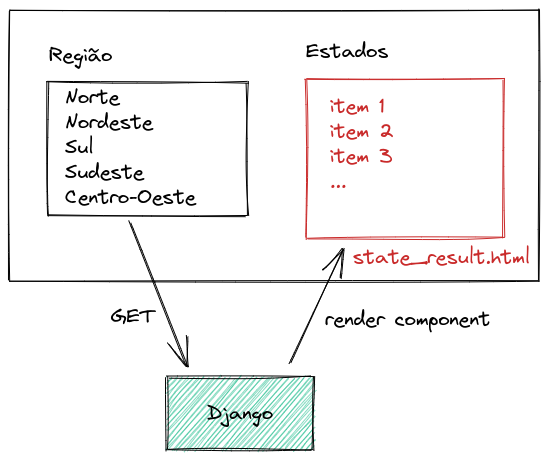 Região
Norte
Nordeste
Sul
Sudeste
Centro-Oeste
Estados
item 1
item 2
item 3
...
state_result.html
GET
render component
Django